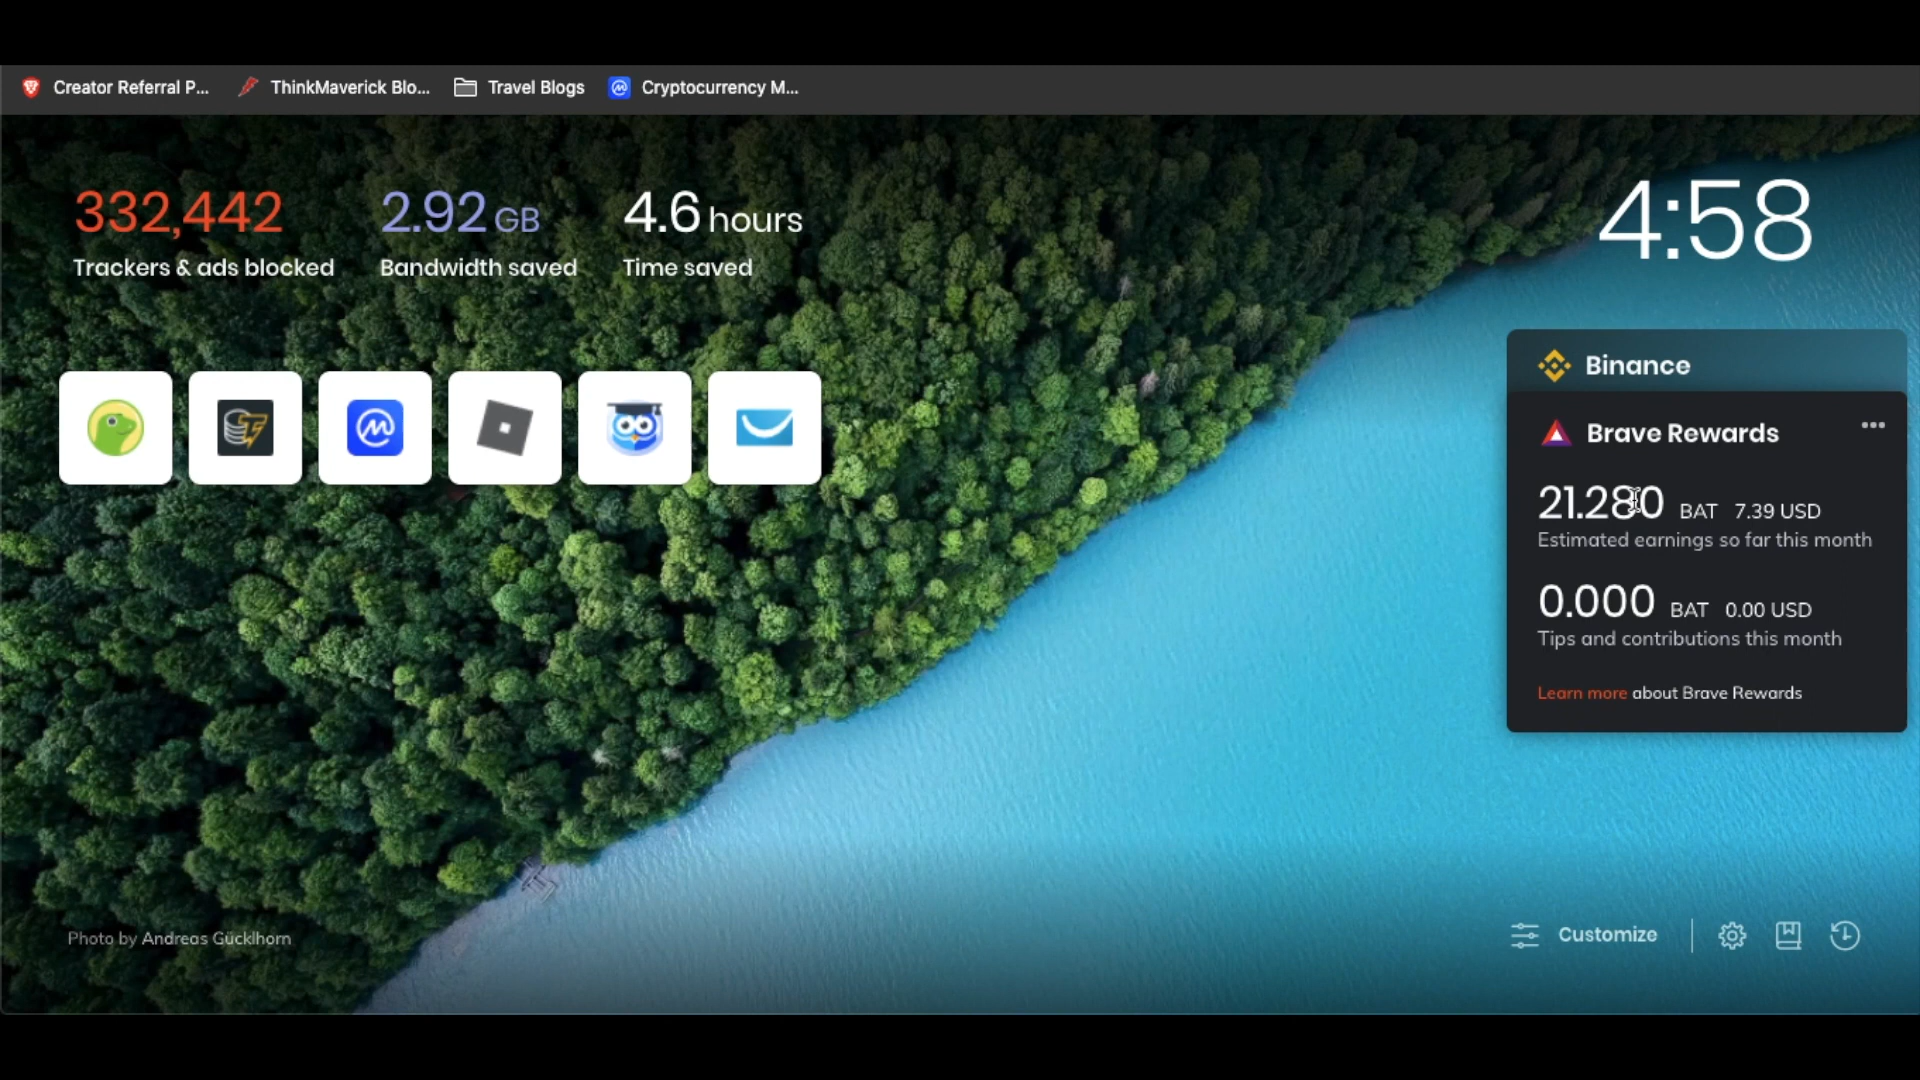 Creator Referral P... ThinkMaverick Blo... Travel Blogs Cryptocurrency M...
332,442 2.92 GB 4.6 hours
Trackers & ads blocked Bandwidth saved Time saved
4:58
Binance
Brave Rewards
21.280 BAT 7.39 USD
Estimated earnings so far this month
0.000 BAT 0.00 USD
Tips and contributions this month
Learn more about Brave Rewards
Photo by Andreas Gücklhorn
Customize